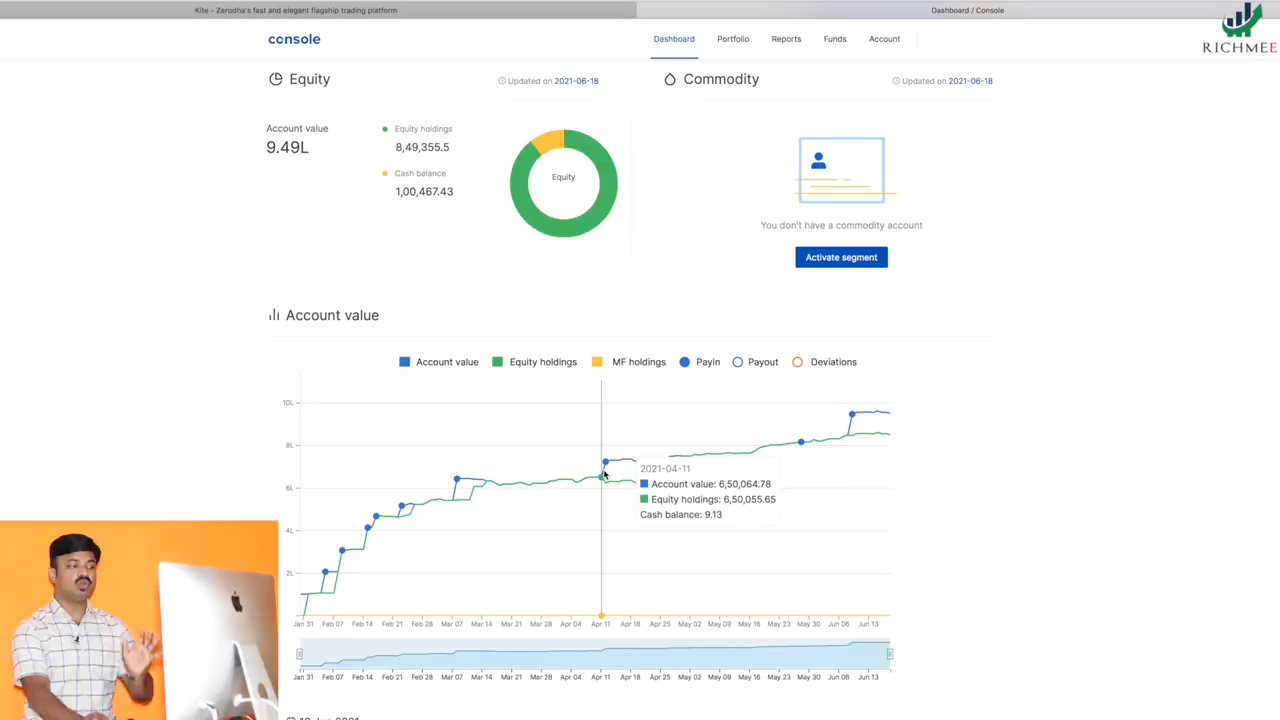 Kite - Zerodha's fast and elegant flagship trading platform
Dashboard / Console
RICHMEE
console
Dashboard
Portfolio
Reports
Funds
Account
Equity
Updated on 2021-06-18
Commodity
Updated on 2021-06-18
Account value
9.49L
Equity holdings
8,49,355.5
Cash balance
1,00,467.43
Equity
You don't have a commodity account
Activate segment
Account value
Account value
Equity holdings
MF holdings
Payin
Payout
Deviations
10L
8L
6L
4L
2L
2021-04-11
Account value: 6,50,064.78
Equity holdings: 6,50,055.65
Cash balance: 9.13
Jan 31 Feb 07 Feb 14 Feb 21 Feb 28 Mar 07 Mar 14 Mar 21 Mar 28 Apr 04 Apr 11 Apr 18 Apr 25 May 02 May 09 May 16 May 23 May 30 Jun 06 Jun 13
Jan 31 Feb 07 Feb 14 Feb 21 Feb 28 Mar 07 Mar 14 Mar 21 Mar 28 Apr 04 Apr 11 Apr 18 Apr 25 May 02 May 09 May 16 May 23 May 30 Jun 06 Jun 13